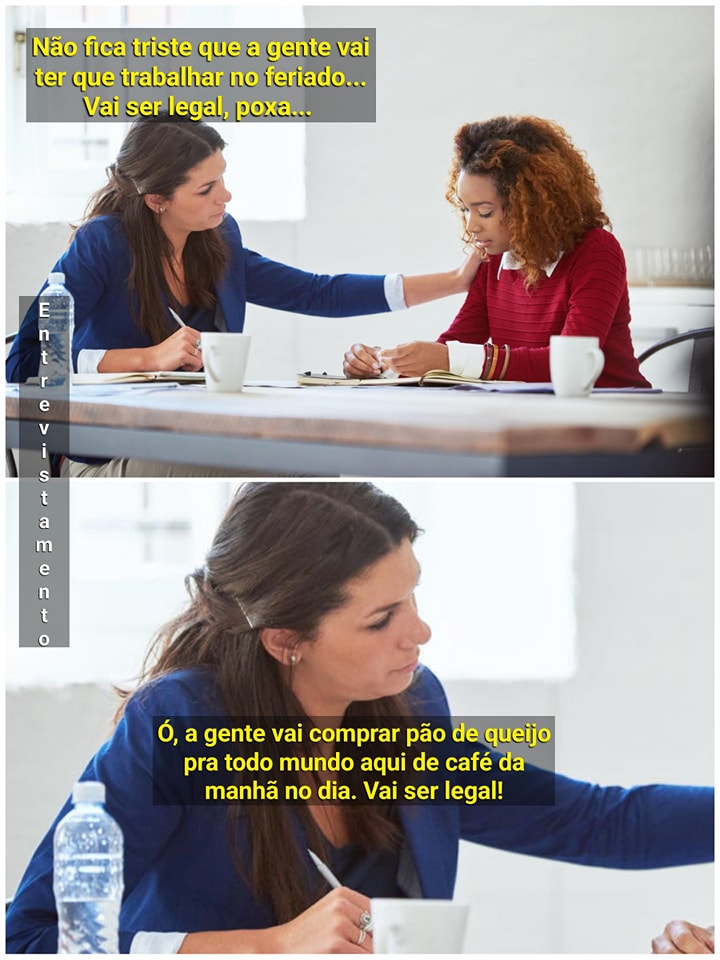 Não fica triste que a gente vai
ter que trabalhar no feriado...
Vai ser legal, poxa...
Entrevistamento
Ó, a gente vai comprar pão de queijo
pra todo mundo aqui de café da
manhã no dia. Vai ser legal!